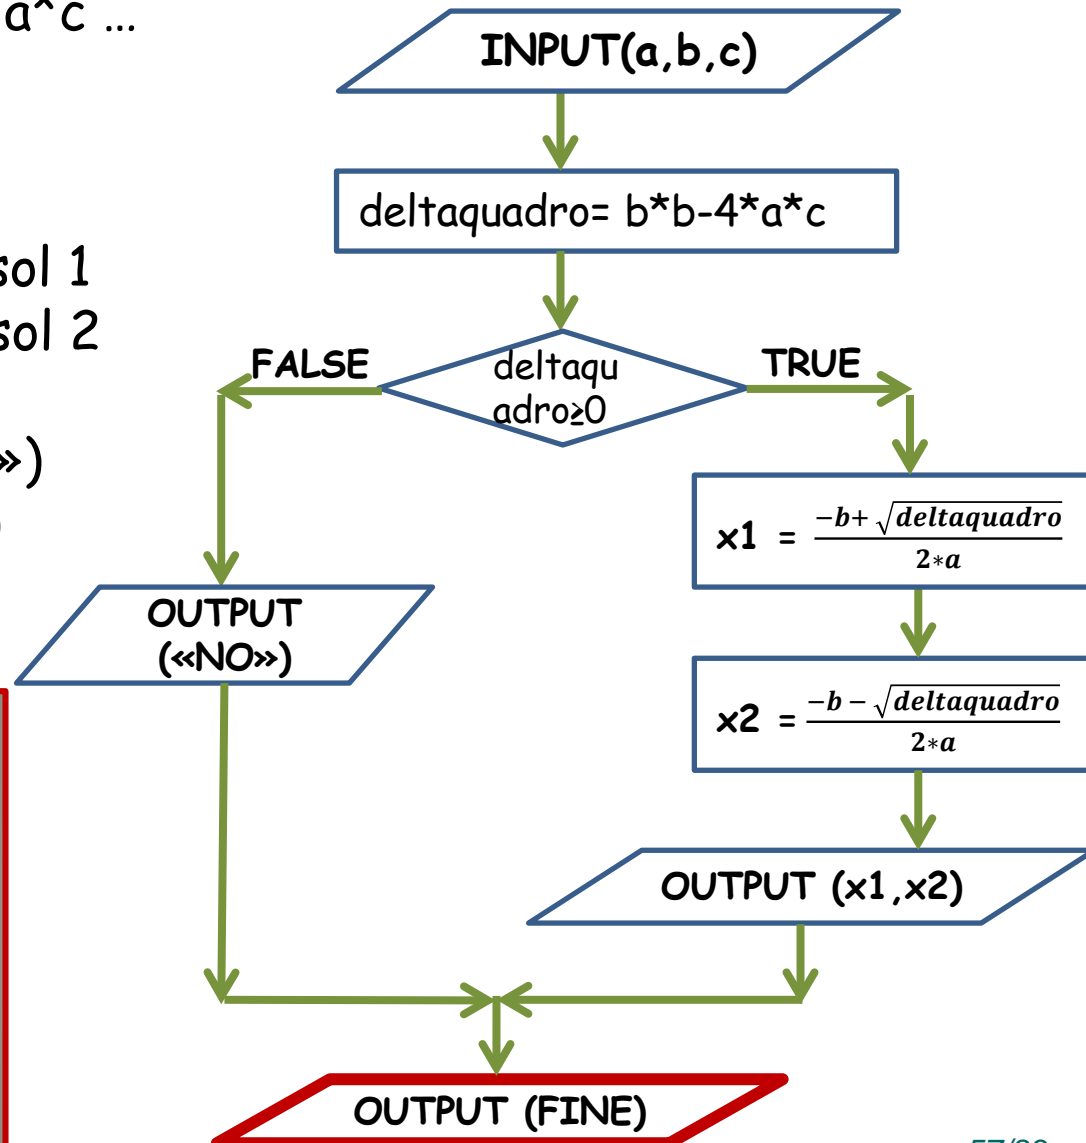 a*c ...
sol 1
sol 2
»)
)
INPUT(a,b,c)
deltaquadro= b*b-4*a*c
FALSE
deltaqu
adro≥0
TRUE
x1 = −b+ √deltaquadro
2∗a
OUTPUT
(«NO»)
x2 = −b − √deltaquadro
2∗a
OUTPUT (x1,x2)
OUTPUT (FINE)